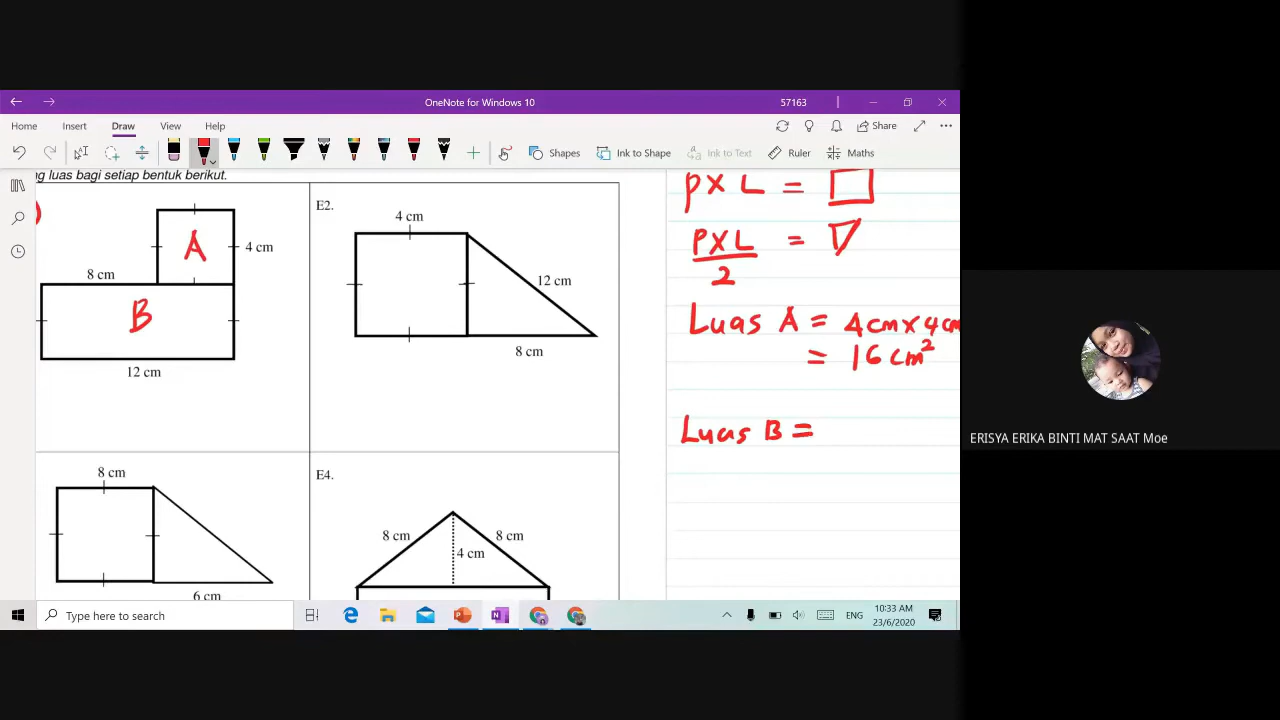 OneNote for Windows 10
57163
Home Insert Draw View Help
Share
Shapes Ink to Shape Ink to Text Ruler Maths
ng luas bagi setiap bentuk berikut.
A
4 cm
8 cm
B
12 cm
E2.
4 cm
12 cm
8 cm
8 cm
6 cm
E4.
8 cm
8 cm
4 cm
P X L =
P X L =
2
Luas A = 4 cm x 4 cm
= 16 cm²
Luas B =
ERISYA ERIKA BINTI MAT SAAT Moe
Type here to search
ENG
10:33 AM
23/6/2020